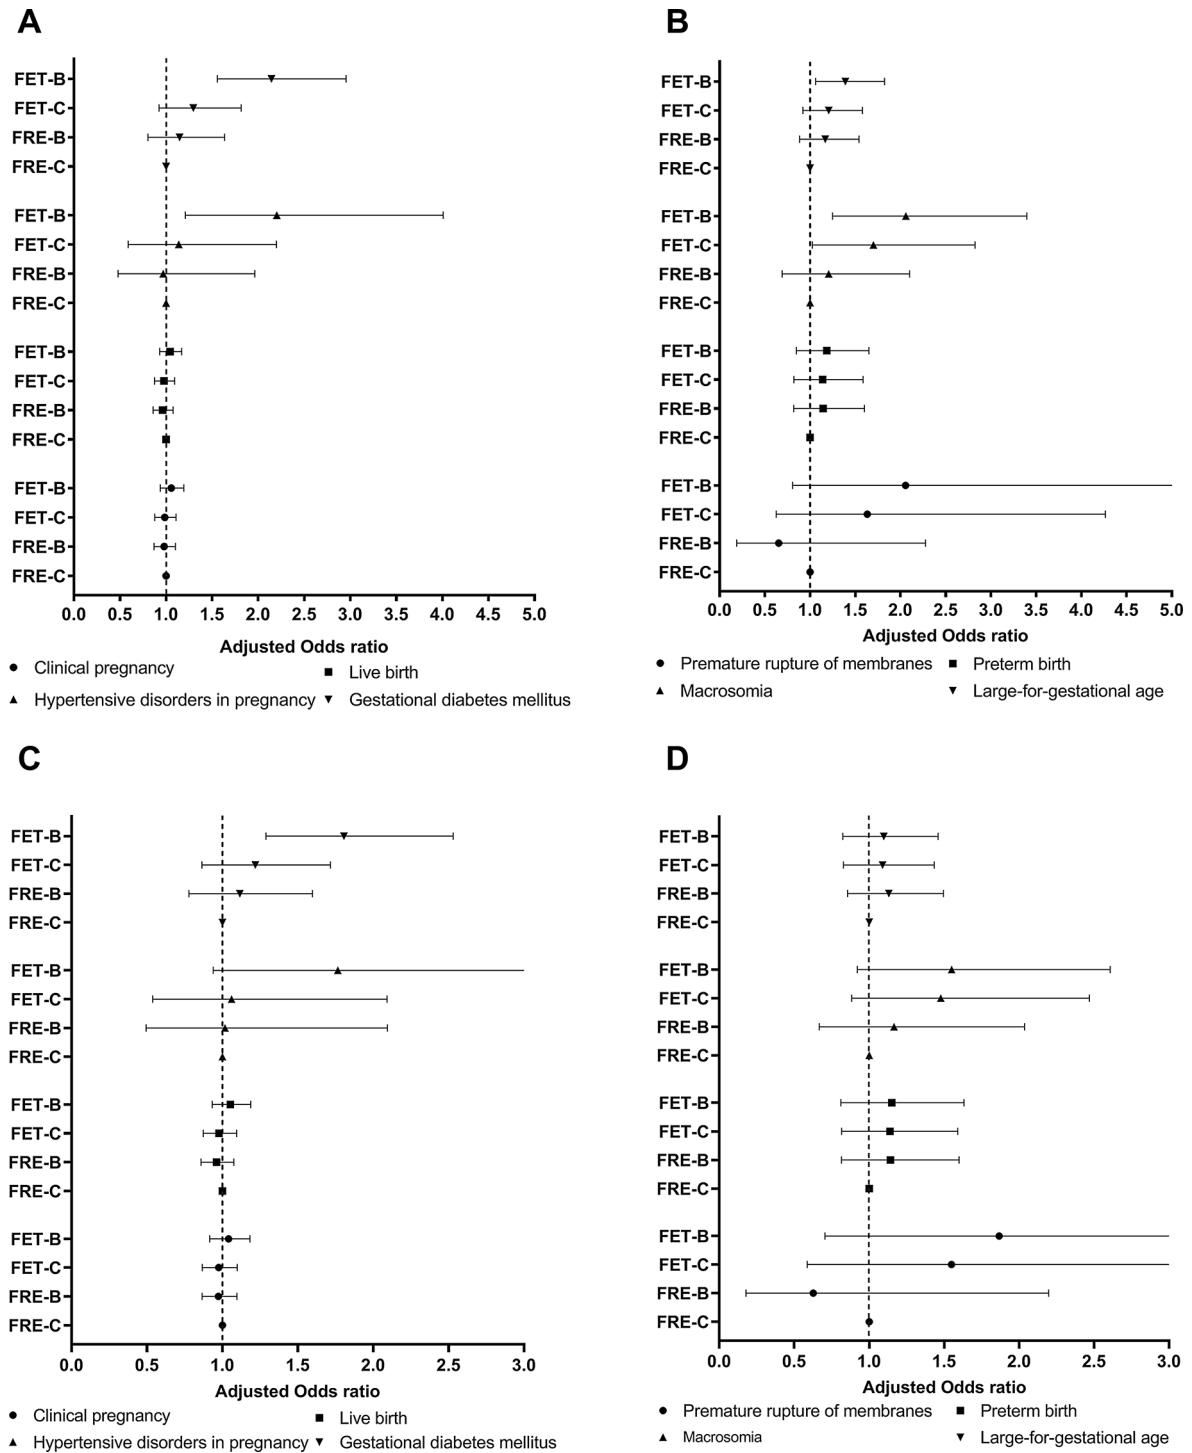 A
FET-B
FET-C
FRE-B
FRE-C
FET-B
FET-C
FRE-B
FRE-C
FET-B
FET-C
FRE-B
FRE-C
FET-B
FET-C
FRE-B
FRE-C
0.0 0.5 1.0 1.5 2.0 2.5 3.0 3.5 4.0 4.5 5.0
Adjusted Odds ratio
Clinical pregnancy Live birth
Hypertensive disorders in pregnancy Gestational diabetes mellitus
B
FET-B
FET-C
FRE-B
FRE-C
FET-B
FET-C
FRE-B
FRE-C
FET-B
FET-C
FRE-B
FRE-C
FET-B
FET-C
FRE-B
FRE-C
0.0 0.5 1.0 1.5 2.0 2.5 3.0 3.5 4.0 4.5 5.0
Adjusted Odds ratio
Premature rupture of membranes Preterm birth
Macrosomia Large-for-gestational age
C
FET-B
FET-C
FRE-B
FRE-C
FET-B
FET-C
FRE-B
FRE-C
FET-B
FET-C
FRE-B
FRE-C
FET-B
FET-C
FRE-B
FRE-C
0.0 0.5 1.0 1.5 2.0 2.5 3.0
Adjusted Odds ratio
Clinical pregnancy Live birth
Hypertensive disorders in pregnancy Gestational diabetes mellitus
D
FET-B
FET-C
FRE-B
FRE-C
FET-B
FET-C
FRE-B
FRE-C
FET-B
FET-C
FRE-B
FRE-C
FET-B
FET-C
FRE-B
FRE-C
0.0 0.5 1.0 1.5 2.0 2.5 3.0
Adjusted Odds ratio
Premature rupture of membranes Preterm birth
Macrosomia Large-for-gestational age